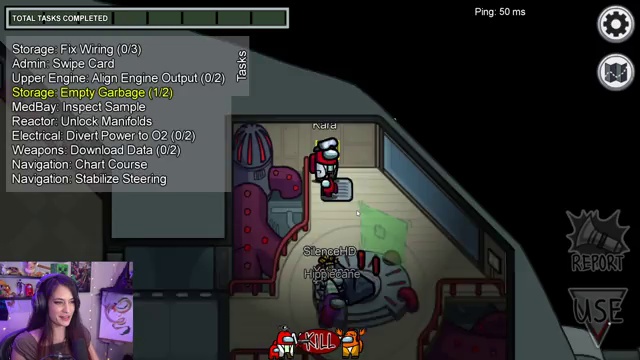 TOTAL TASKS COMPLETED
Ping: 50 ms
Storage: Fix Wiring (0/3)
Admin: Swipe Card
Upper Engine: Align Engine Output (0/2)
Storage: Empty Garbage (1/2)
MedBay: Inspect Sample
Reactor: Unlock Manifolds
Electrical: Divert Power to O2 (0/2)
Weapons: Download Data (0/2)
Navigation: Chart Course
Navigation: Stabilize Steering
Tasks
Kara
SilenceHD
Hippiecane
REPORT
USE
KILL